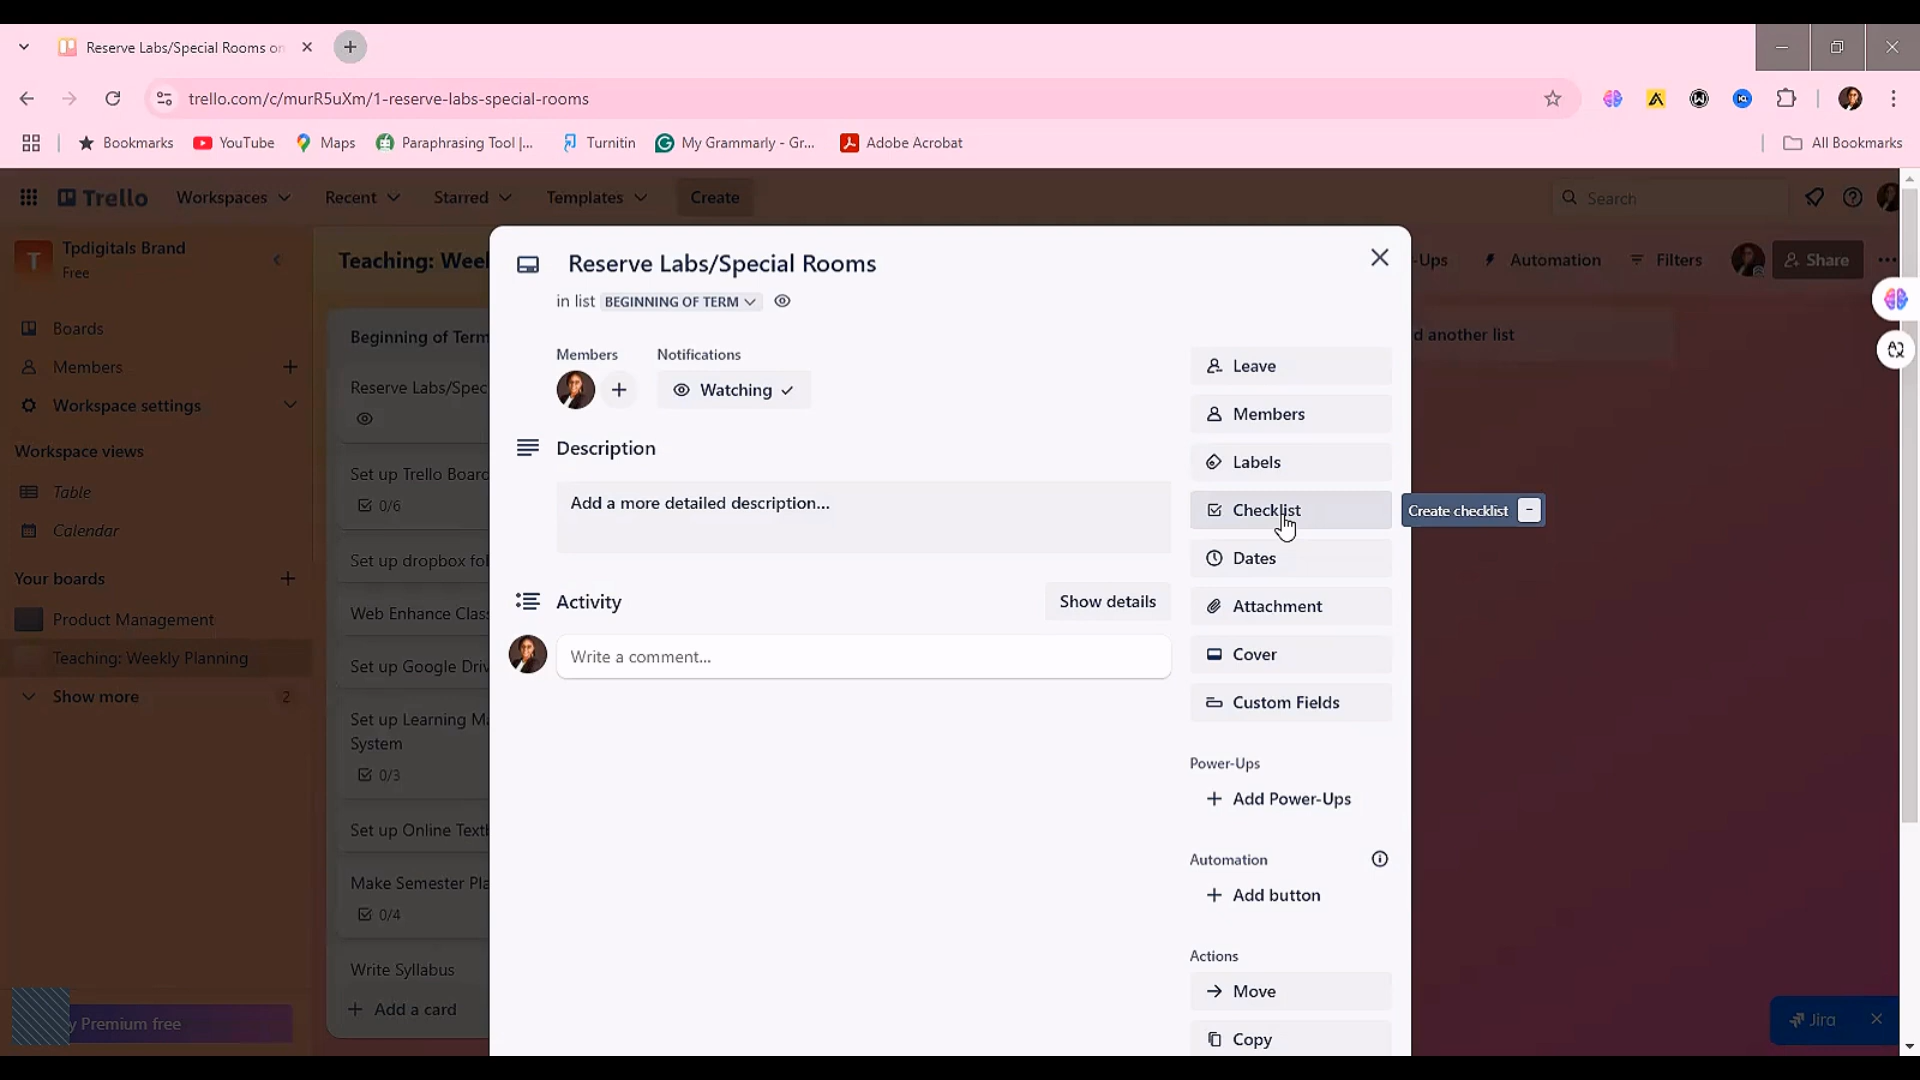 Reserve Labs/Special Rooms on
trello.com/c/murR5uXm/1-reserve-labs-special-rooms
Bookmarks
YouTube
Maps
Paraphrasing Tool |...
Turnitin
My Grammarly - Gr...
Adobe Acrobat
All Bookmarks
Trello
Workspaces
Recent
Starred
Templates
Create
Search
T
Tpdigitals Brand
Free
Boards
Members
Workspace settings
Workspace views
Table
Calendar
Your boards
Product Management
Teaching: Weekly Planning
Show more
2
y Premium free
Teaching: Weel
-Ups
Automation
Filters
Share
Beginning of Term
Reserve Labs/Spec
Set up Trello Board
0/6
Set up dropbox fol
Web Enhance Class
Set up Google Driv
Set up Learning Ma
System
0/3
Set up Online Textb
Make Semester Pla
0/4
Write Syllabus
Add a card
d another list
Reserve Labs/Special Rooms
in list BEGINNING OF TERM
Members
Notifications
Watching
Description
Add a more detailed description...
Activity
Show details
Write a comment...
Leave
Members
Labels
Checklist
Create checklist -
Dates
Attachment
Cover
Custom Fields
Power-Ups
Add Power-Ups
Automation
Add button
Actions
Move
Copy
Jira